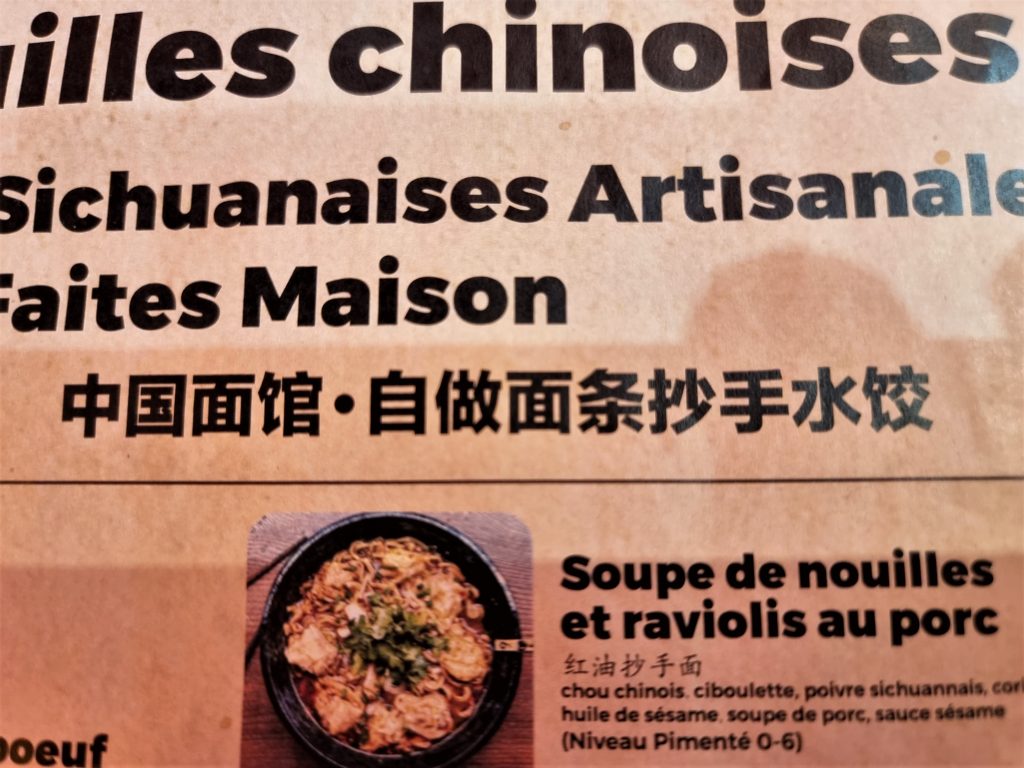 chinoises
Sichuanaises Artisanale
Faites Maison
中国面馆·自做面条抄手水饺
Soupe de nouilles
et raviolis au porc
红油抄手面
chou chinois, ciboulette, poivre sichuannais,
huile de sésame, soupe de porc, sauce sésame
(Niveau Pimenté 0-6)
boeuf